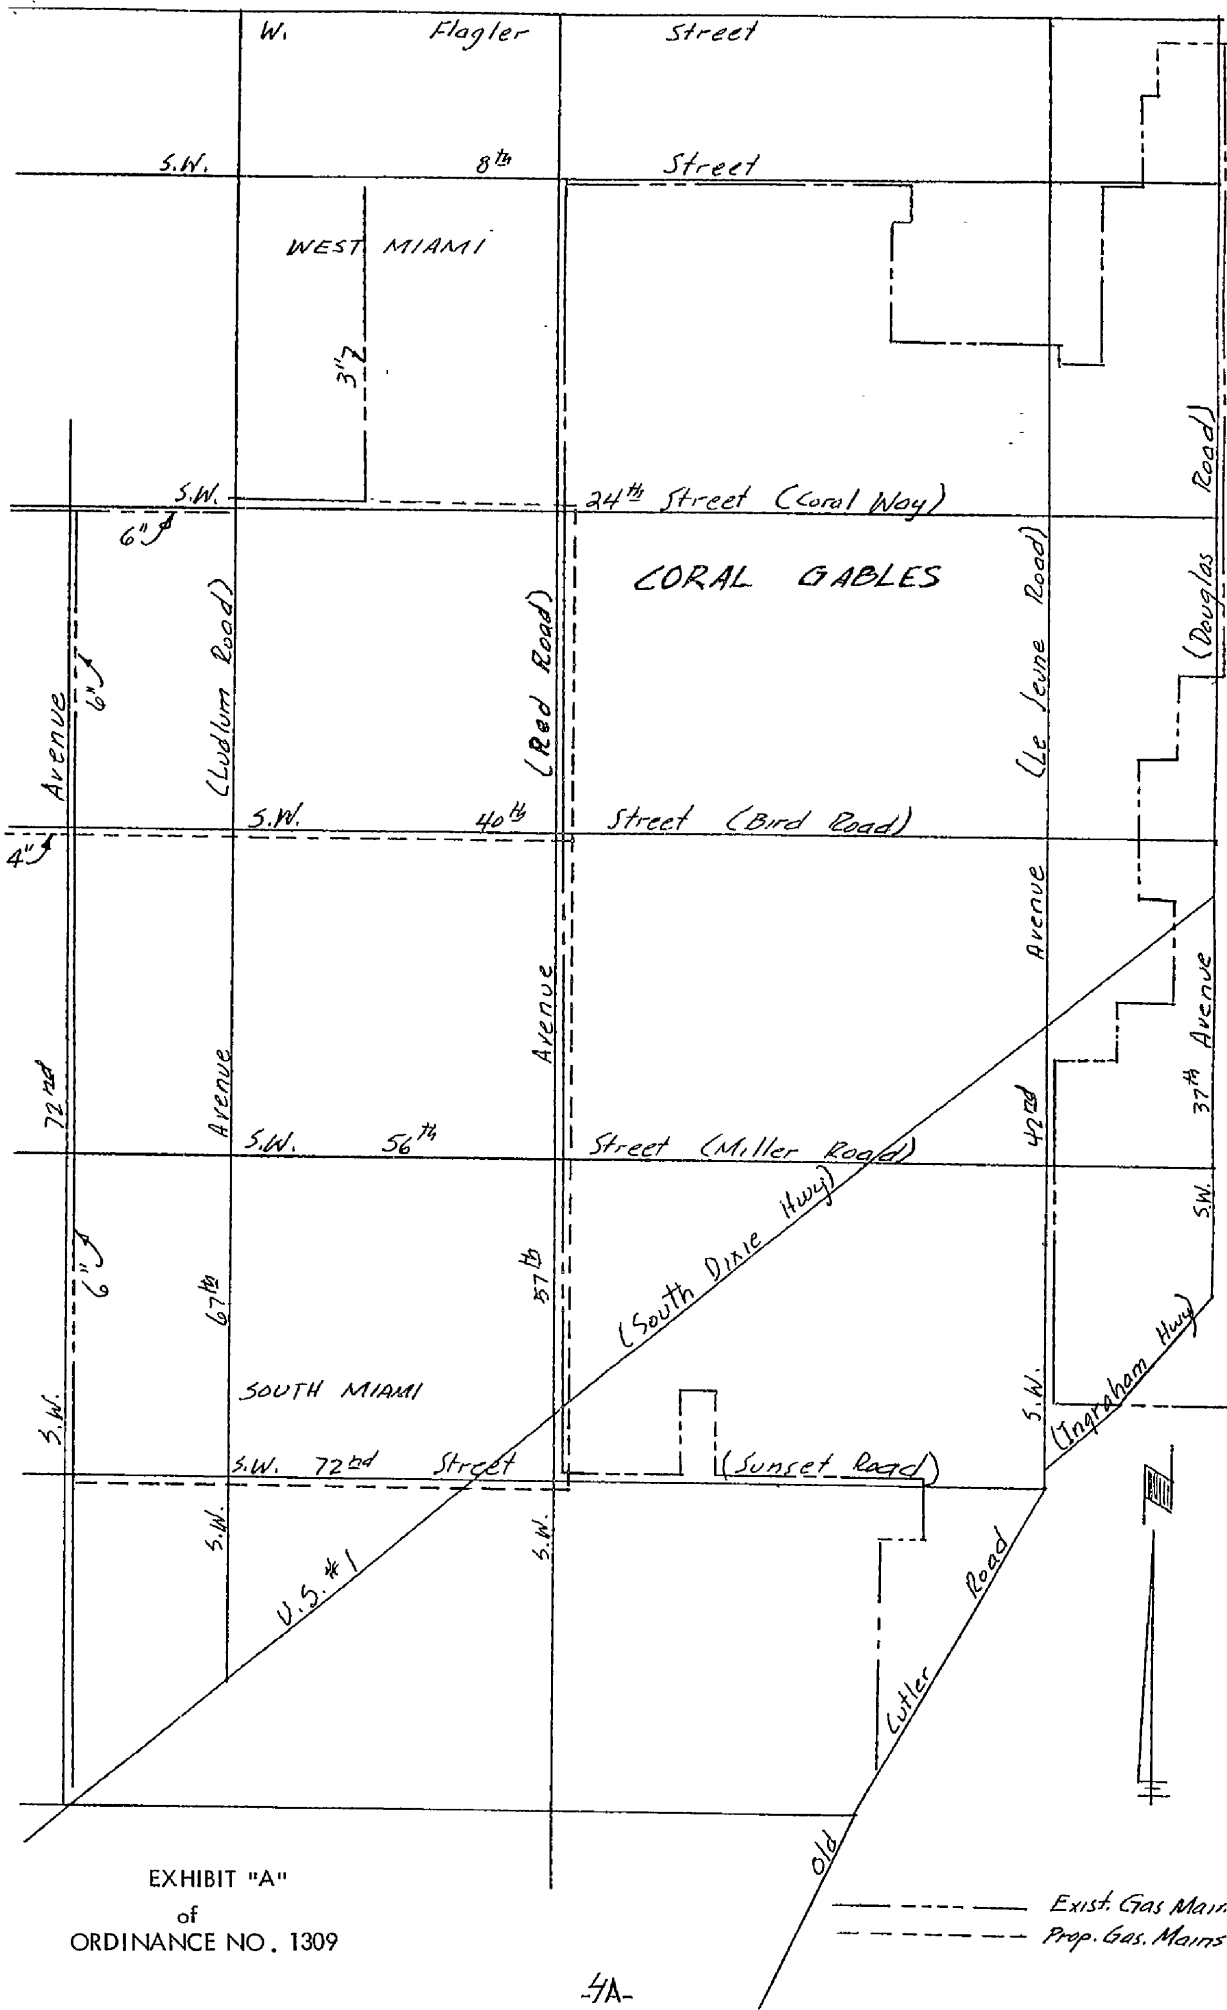 W. Flagler Street
S.W. 8th Street
WEST MIAMI
3"
S.W. 24th Street (Coral Way)
6"
CORAL GABLES
6"
72nd Avenue
(Ludlum Road)
(Red Road)
(Le Jeune Road)
(Douglas Road)
S.W. 40th Street (Bird Road)
4"
Avenue
Avenue
Avenue
S.W. 37th Avenue
S.W. 56th Street (Miller Road)
42nd
6"
67th
57th
(South Dixie Hwy)
(Ingraham Hwy)
SOUTH MIAMI
S.W.
S.W.
S.W. 72nd Street (Sunset Road)
S.W.
S.W.
U.S. #1
Old Cutler Road
EXHIBIT "A"
of
ORDINANCE NO. 1309
Exist. Gas Main
Prop. Gas. Mains
-4A-